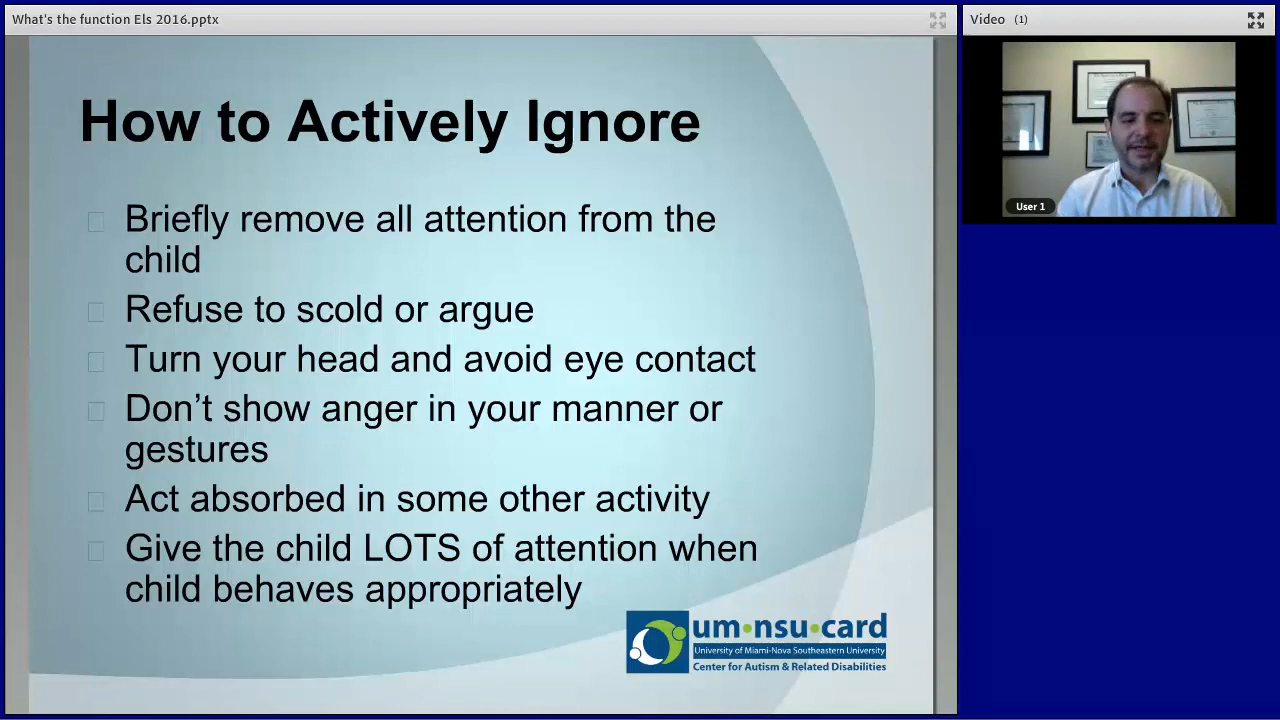 What's the function Els 2016.pptx
Video (1)
How to Actively Ignore
Briefly remove all attention from the
child
Refuse to scold or argue
Turn your head and avoid eye contact
Don't show anger in your manner or
gestures
Act absorbed in some other activity
Give the child LOTS of attention when
child behaves appropriately
um•nsu•card
University of Miami-Nova Southeastern University
Center for Autism & Related Disabilities
User 1